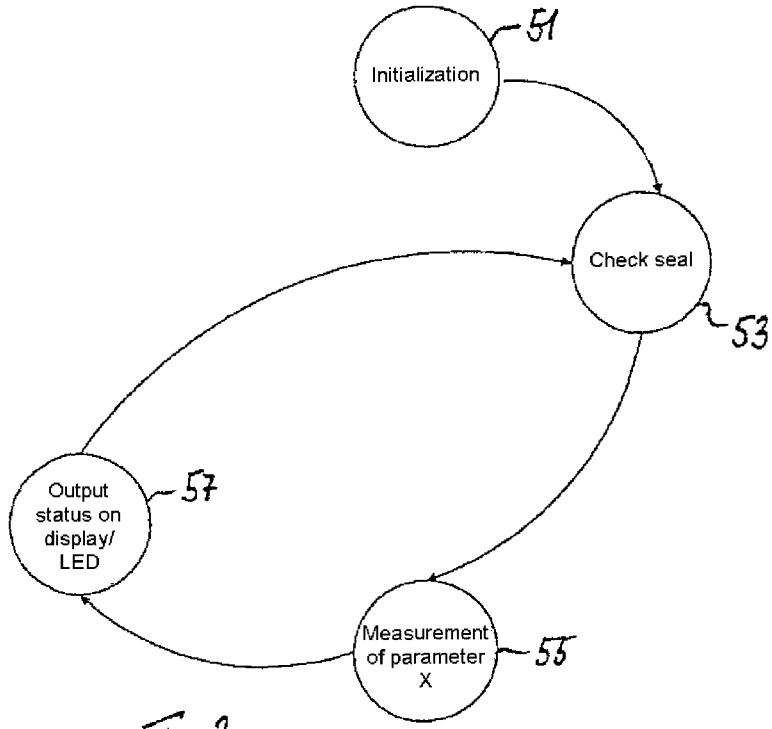 51
Initialization
Check seal
53
57
Output
status on
display/
LED
Measurement
of parameter
X
55